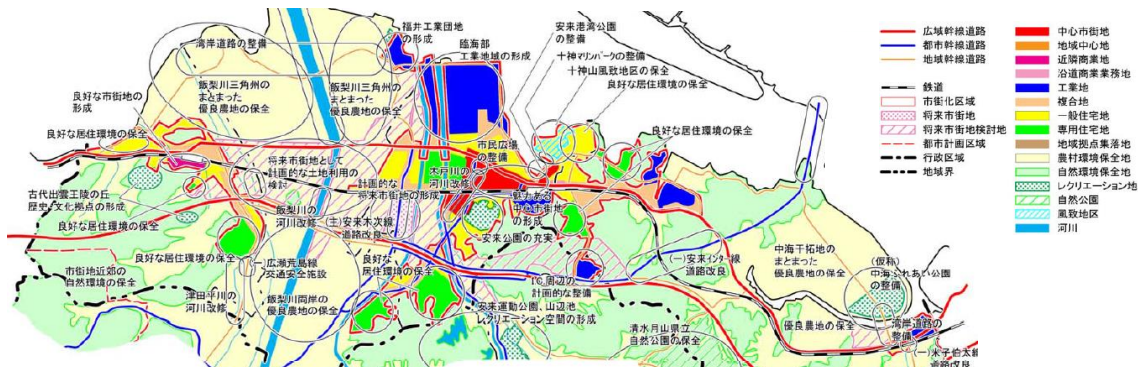 福井工業団地
の形成
臨海部
工業地域の形成
安来港湾公園
の整備
十神マリンパークの整備
十神山風致地区の保全
良好な居住環境の保全
湾岸道路の整備
飯梨川三角州の
まとまった
優良農地の保全
飯梨川三角州の
まとまった
優良農地の保全
良好な市街地の
形成
良好な居住環境の保全
良好な居住環境の保全
市民広場
の整備
将来市街地として
計画的な土地利用の
検討
計画的な
将来市街地の形成
木戸川の
河川改修
魅力ある
中心市街地
の形成
古代出雲王陵の丘
歴史・文化拠点の形成
飯梨川の
河川改修
(主)安来木次線
道路改良
安来公園の充実
良好な居住環境の保全
良好な居住環境の保全
良好な
居住環境の保全
(一)安来インター線
道路改良
中海干拓地の
まとまった
優良農地の保全
(仮称)
中海ふれあい公園
の整備
市街地近郊の
自然環境の保全
(一)広瀬荒島線
交通安全施設
I.C周辺の
計画的な整備
津田平川の
河川改修
飯梨川両岸の
優良農地の保全
安来運動公園、山辺池
レクリエーション空間の形成
清水月山県立
自然公園の保全
優良農地の保全
湾岸道路の
整備
(一)米子伯太線
道路改良
広域幹線道路
都市幹線道路
地域幹線道路
鉄道
市街化区域
将来市街地
将来市街地検討地
都市計画区域
行政区域
地域界
中心市街地
地域中心地
近隣商業地
沿道商業業務地
工業地
複合地
一般住宅地
専用住宅地
地域拠点集落地
農村環境保全地
自然環境保全地
レクリエーション地
自然公園
風致地区
河川